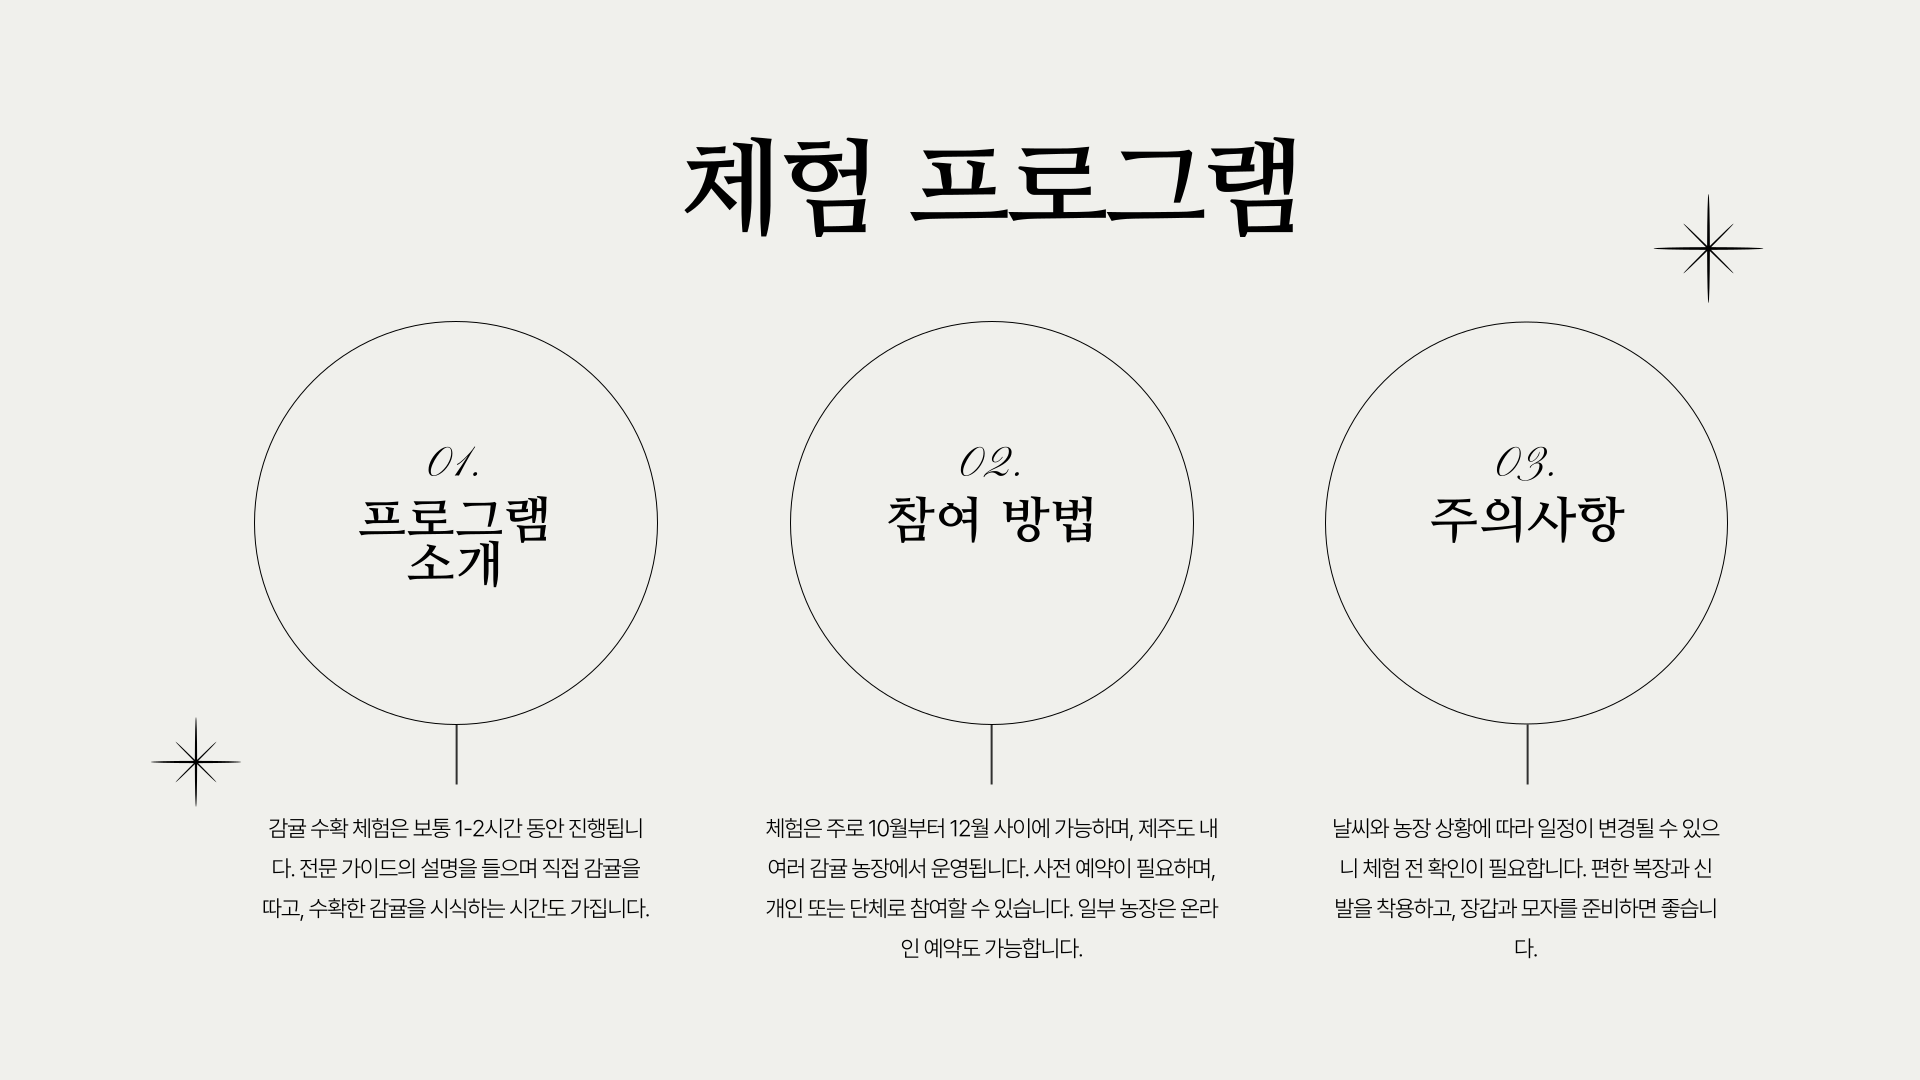 체험 프로그램
01.
프로그램
소개
감귤 수확 체험은 보통 1-2시간 동안 진행됩니
다. 전문 가이드의 설명을 들으며 직접 감귤을
따고, 수확한 감귤을 시식하는 시간도 가집니다.
02.
참여 방법
체험은 주로 10월부터 12월 사이에 가능하며, 제주도 내
여러 감귤 농장에서 운영됩니다. 사전 예약이 필요하며,
개인 또는 단체로 참여할 수 있습니다. 일부 농장은 온라
인 예약도 가능합니다.
03.
주의사항
날씨와 농장 상황에 따라 일정이 변경될 수 있으
니 체험 전 확인이 필요합니다. 편한 복장과 신
발을 착용하고, 장갑과 모자를 준비하면 좋습니
다.